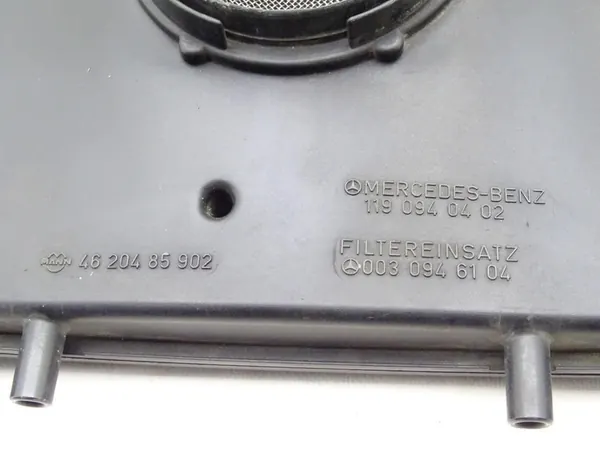 MERCEDES-BENZ
119 094 04 02
FILTEREINSATZ
003 094 61 04
46 204 85 902